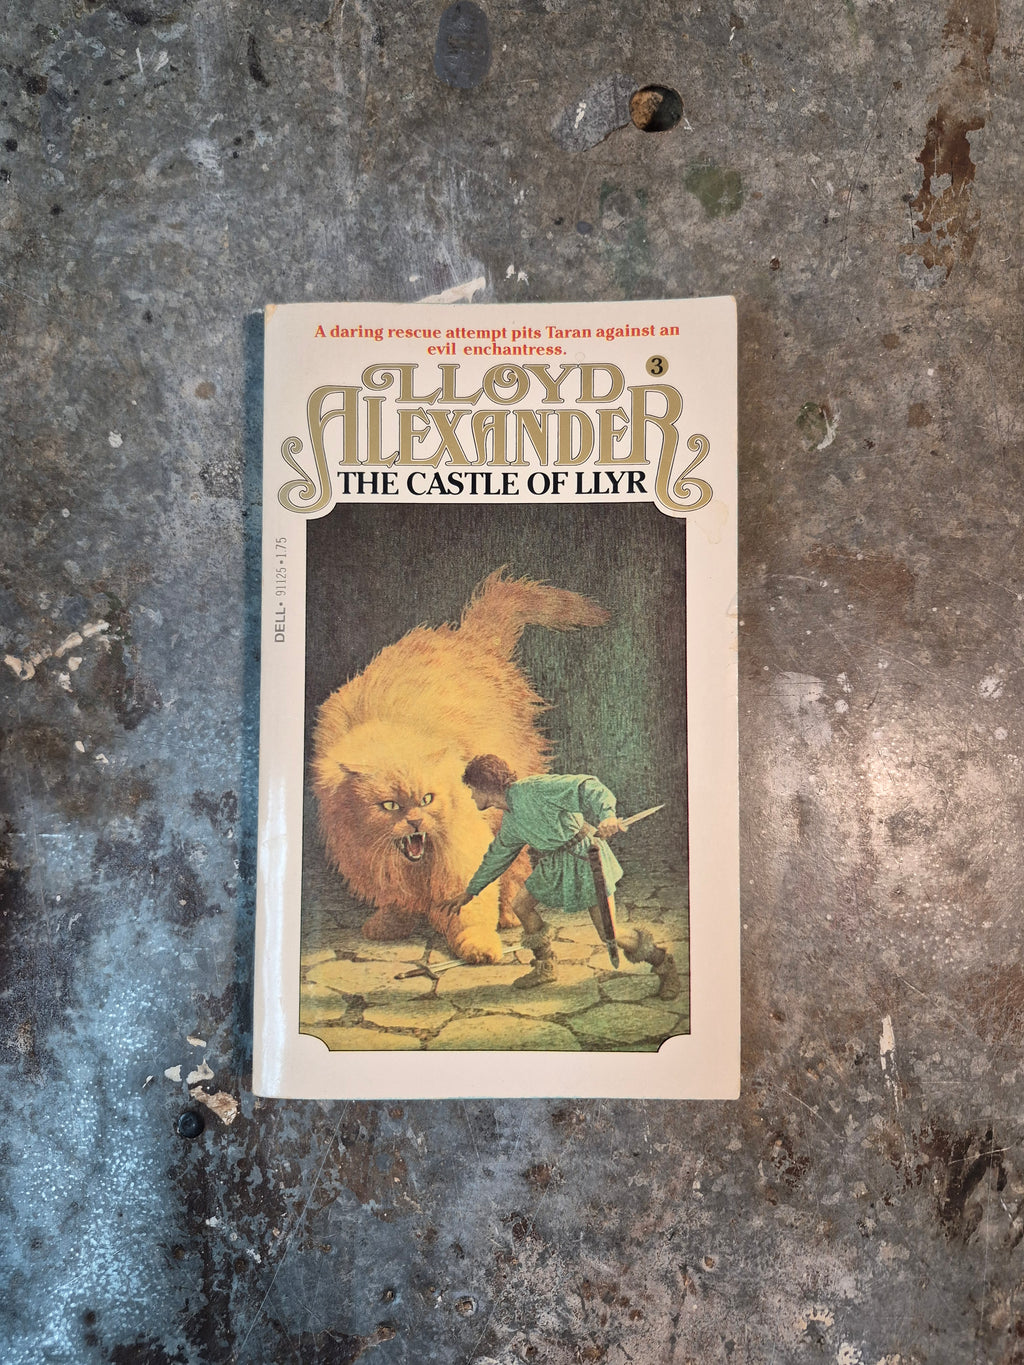 A daring rescue attempt pits Taran against an
evil enchantress.
3
LLOYD
ALEXANDER
THE CASTLE OF LLYR
DELL • 91125 • 1.75